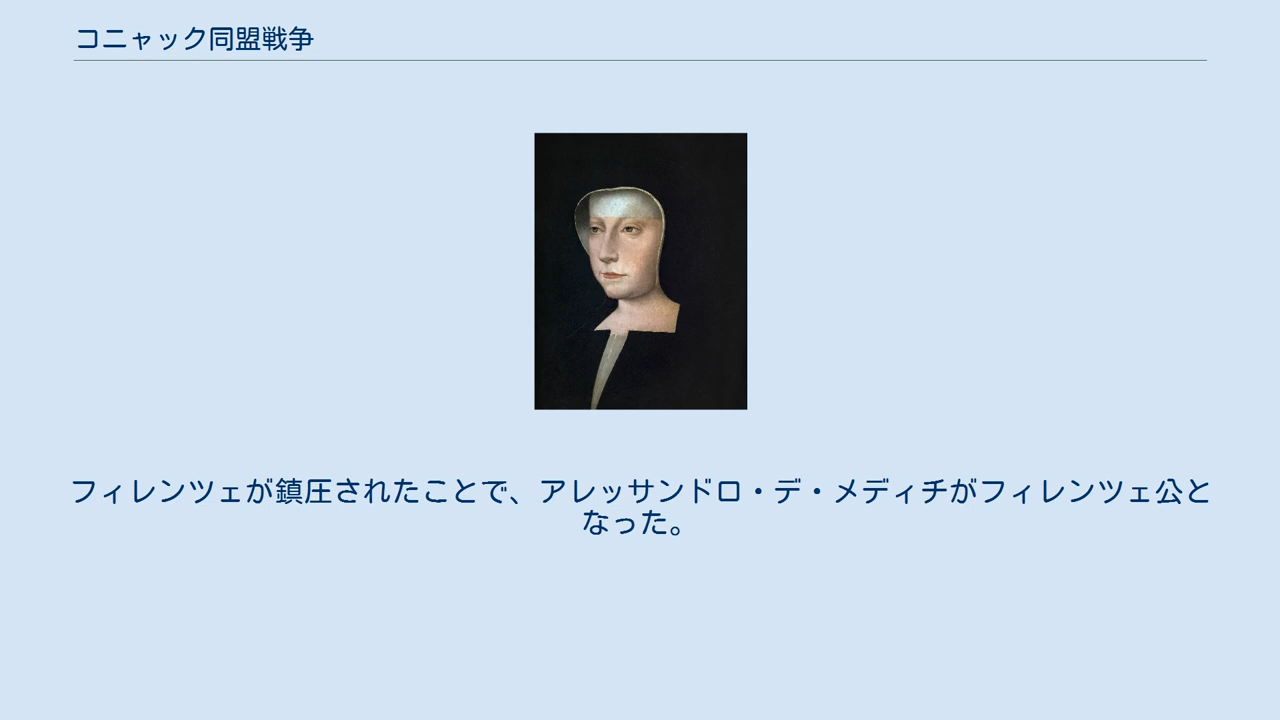 コニャック同盟戦争
フィレンツェが鎮圧されたことで、アレッサンドロ・デ・メディチがフィレンツェ公と
なった。